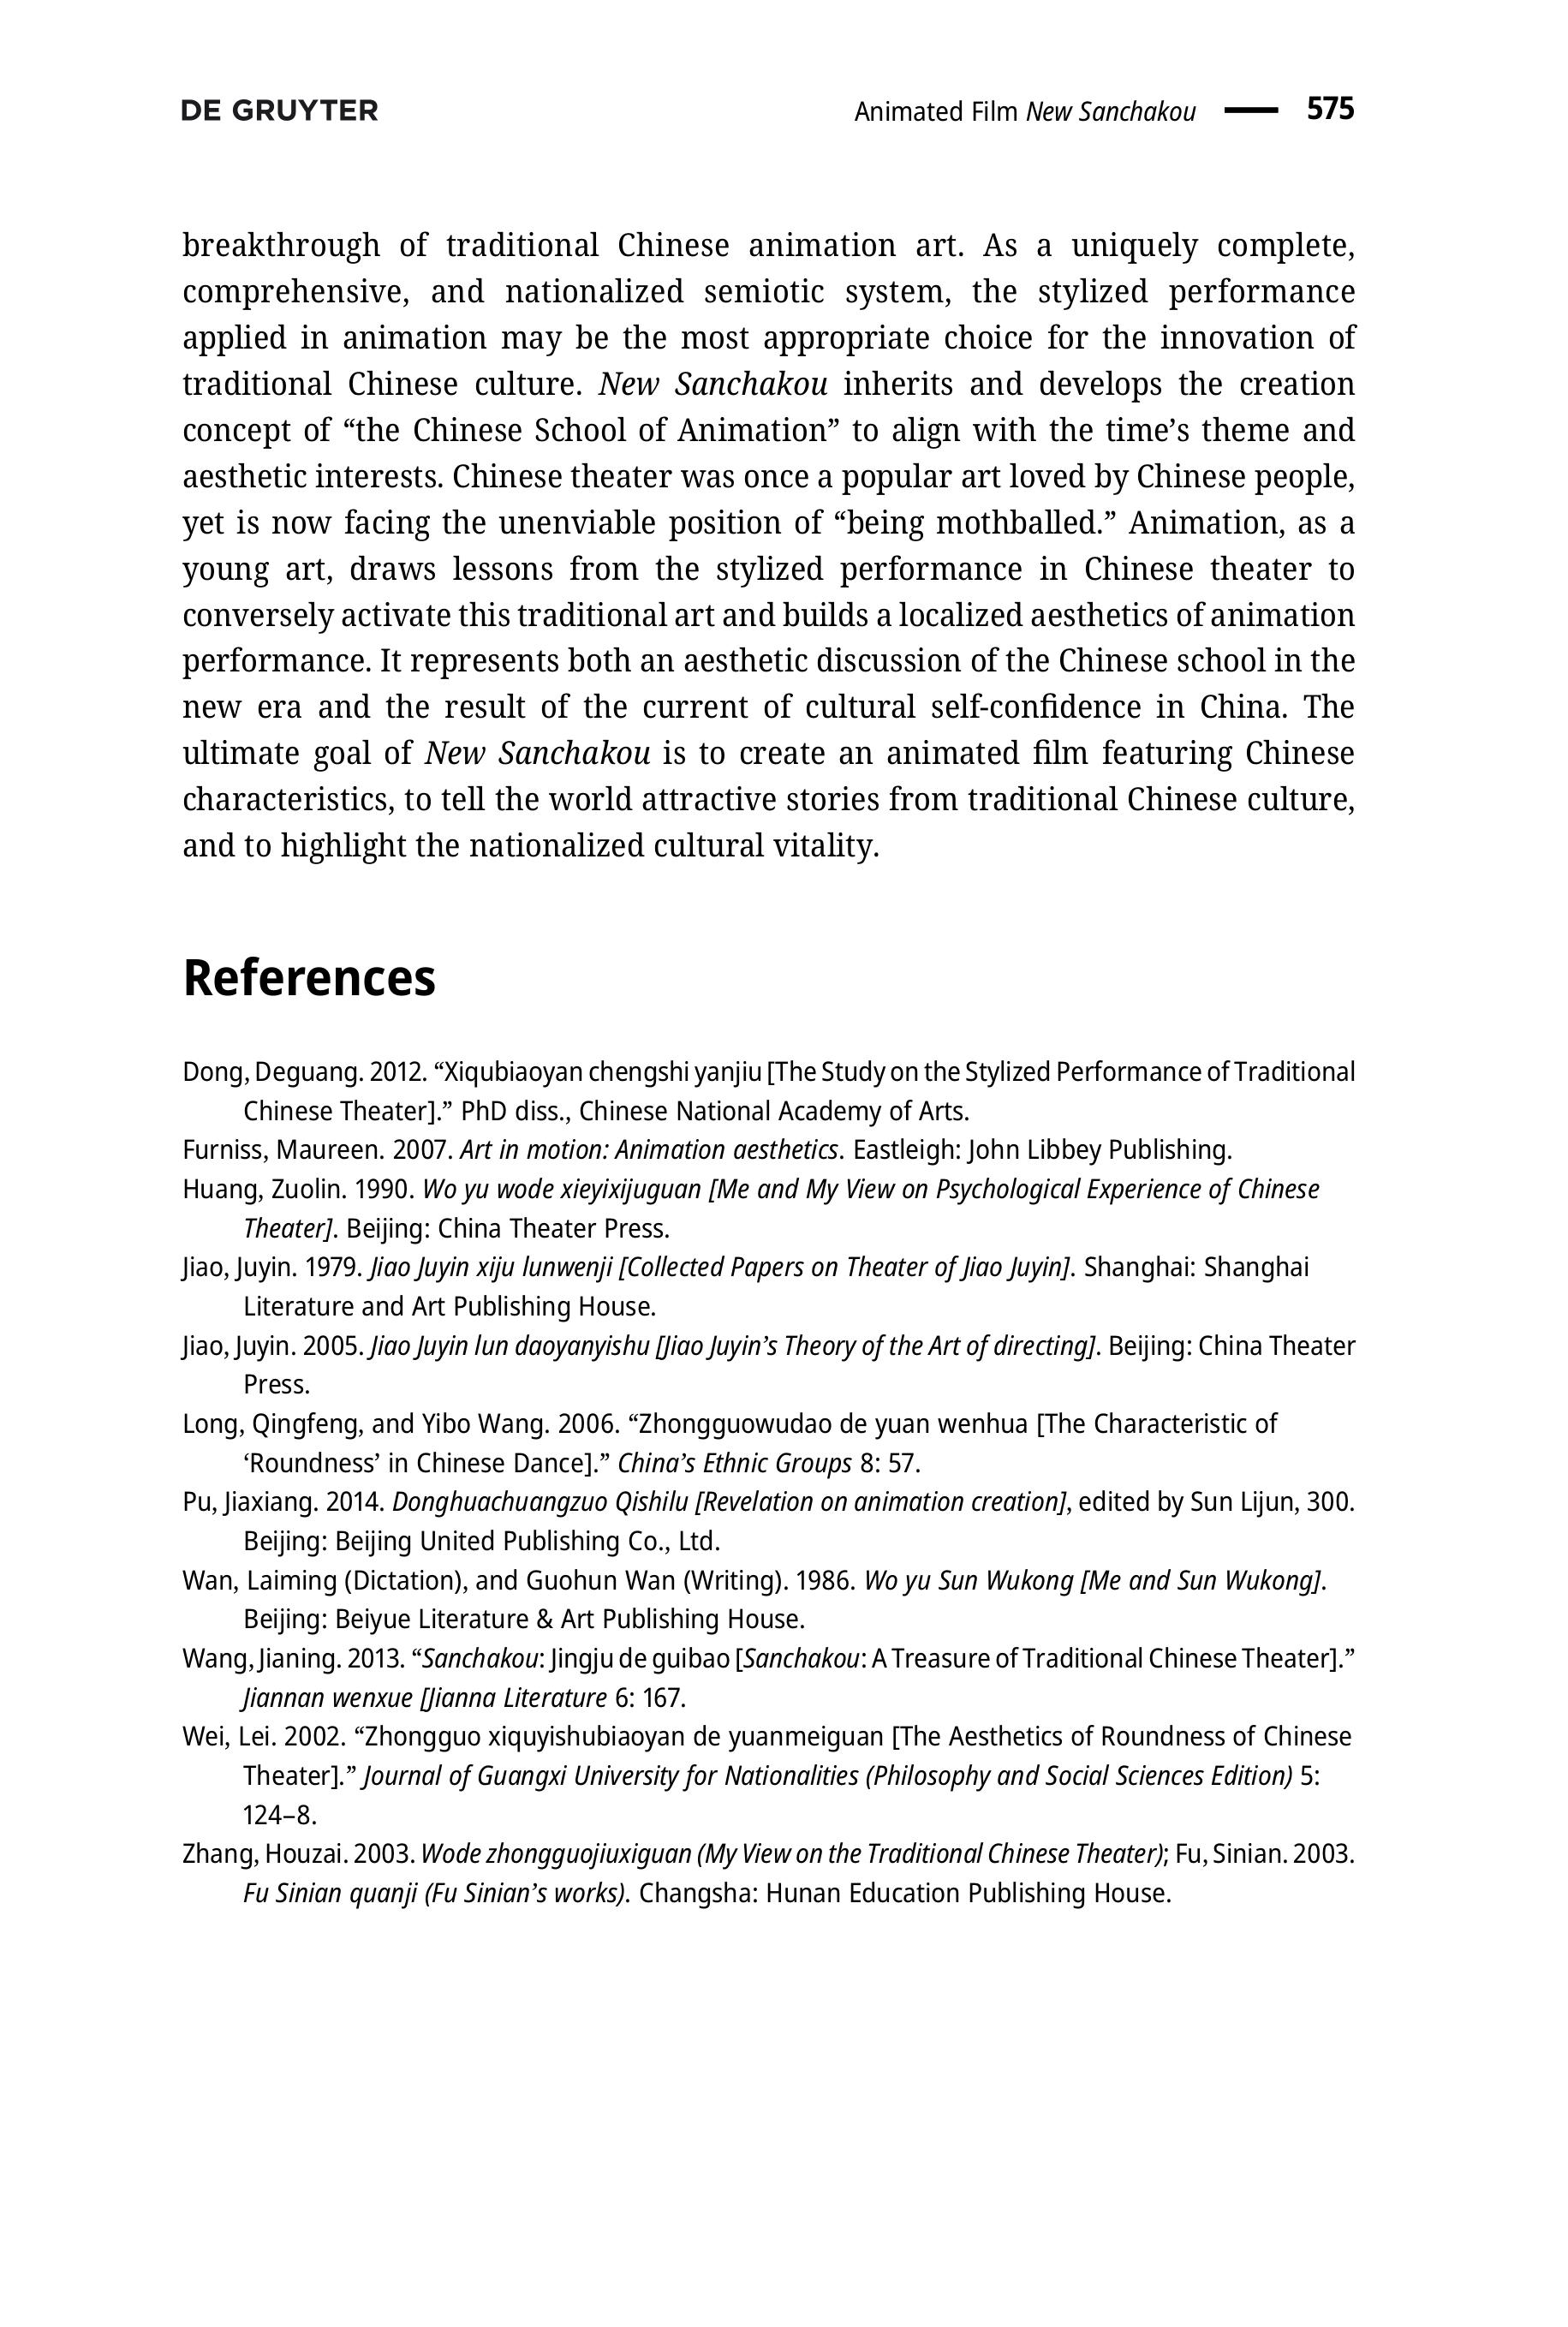 DE GRUYTER
Animated Film New Sanchakou — 575
breakthrough of traditional Chinese animation art. As a uniquely complete,
comprehensive, and nationalized semiotic system, the stylized performance
applied in animation may be the most appropriate choice for the innovation of
traditional Chinese culture. New Sanchakou inherits and develops the creation
concept of “the Chinese School of Animation” to align with the time’s theme and
aesthetic interests. Chinese theater was once a popular art loved by Chinese people,
yet is now facing the unenviable position of “being mothballed.” Animation, as a
young art, draws lessons from the stylized performance in Chinese theater to
conversely activate this traditional art and builds a localized aesthetics of animation
performance. It represents both an aesthetic discussion of the Chinese school in the
new era and the result of the current of cultural self-confidence in China. The
ultimate goal of New Sanchakou is to create an animated film featuring Chinese
characteristics, to tell the world attractive stories from traditional Chinese culture,
and to highlight the nationalized cultural vitality.
References
Dong, Deguang. 2012. “Xiqubiaoyan chengshi yanjiu [The Study on the Stylized Performance of Traditional
Chinese Theater].” PhD diss., Chinese National Academy of Arts.
Furniss, Maureen. 2007. Art in motion: Animation aesthetics. Eastleigh: John Libbey Publishing.
Huang, Zuolin. 1990. Wo yu wode xieyixijuguan [Me and My View on Psychological Experience of Chinese
Theater]. Beijing: China Theater Press.
Jiao, Juyin. 1979. Jiao Juyin xiju lunwenji [Collected Papers on Theater of Jiao Juyin]. Shanghai: Shanghai
Literature and Art Publishing House.
Jiao, Juyin. 2005. Jiao Juyin lun daoyanyishu [Jiao Juyin’s Theory of the Art of directing]. Beijing: China Theater
Press.
Long, Qingfeng, and Yibo Wang. 2006. “Zhongguowudao de yuan wenhua [The Characteristic of
‘Roundness’ in Chinese Dance].” China’s Ethnic Groups 8: 57.
Pu, Jiaxiang. 2014. Donghuachuangzuo Qishilu [Revelation on animation creation], edited by Sun Lijun, 300.
Beijing: Beijing United Publishing Co., Ltd.
Wan, Laiming (Dictation), and Guohun Wan (Writing). 1986. Wo yu Sun Wukong [Me and Sun Wukong].
Beijing: Beiyue Literature & Art Publishing House.
Wang, Jianing. 2013. “Sanchakou: Jingju de guibao [Sanchakou: A Treasure of Traditional Chinese Theater].”
Jiannan wenxue [Jianna Literature 6: 167.
Wei, Lei. 2002. “Zhongguo xiquyishubiaoyan de yuanmeiguan [The Aesthetics of Roundness of Chinese
Theater].” Journal of Guangxi University for Nationalities (Philosophy and Social Sciences Edition) 5:
124–8.
Zhang, Houzai. 2003. Wode zhongguojiuxiguan (My View on the Traditional Chinese Theater); Fu, Sinian. 2003.
Fu Sinian quanji (Fu Sinian’s works). Changsha: Hunan Education Publishing House.